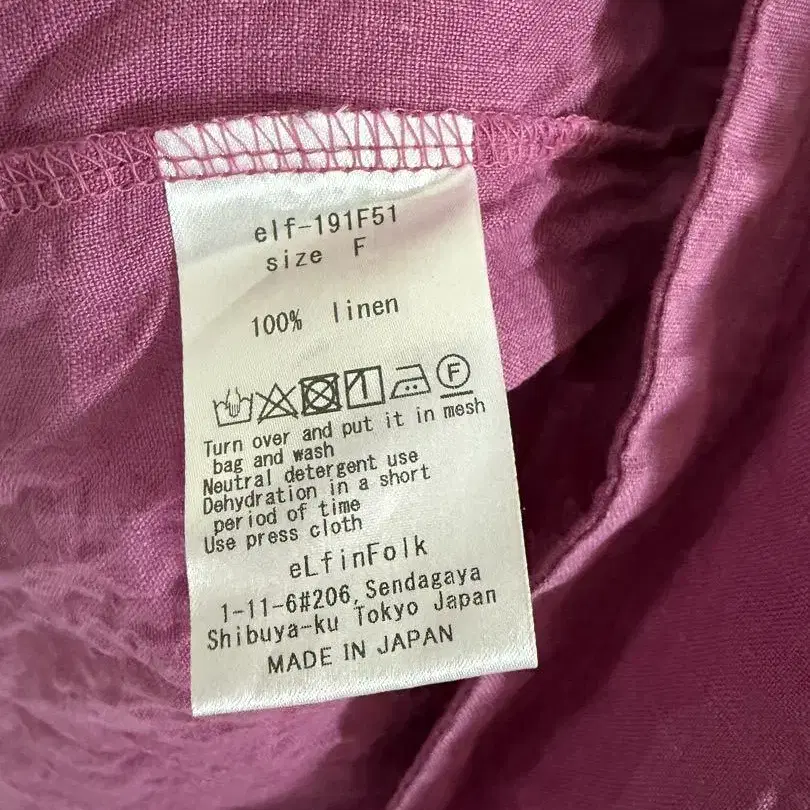 elf-191F51
size F
100% linen
F
Turn over and put it in mesh
bag and wash
Neutral detergent use
Dehydration in a short
period of time
Use press cloth
eLfinFolk
1-11-6#206,Sendagaya
Shibuya-ku Tokyo Japan
MADE IN JAPAN